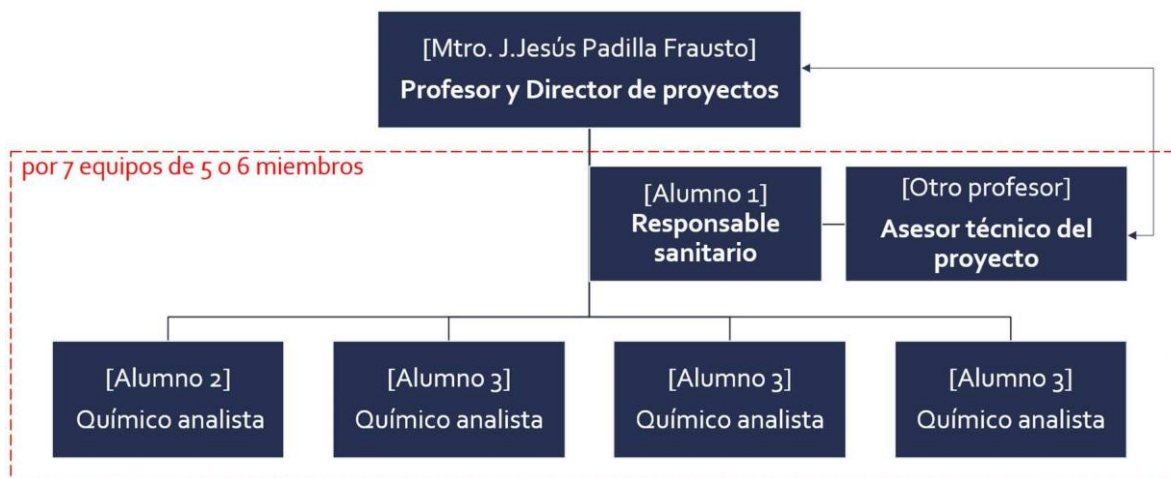 [Mtro. J.Jesús Padilla Frausto]
Profesor y Director de proyectos
por 7 equipos de 5 o 6 miembros
[Alumno 1]
Responsable
sanitario
[Otro profesor]
Asesor técnico del
proyecto
[Alumno 2]
Químico analista
[Alumno 3]
Químico analista
[Alumno 3]
Químico analista
[Alumno 3]
Químico analista